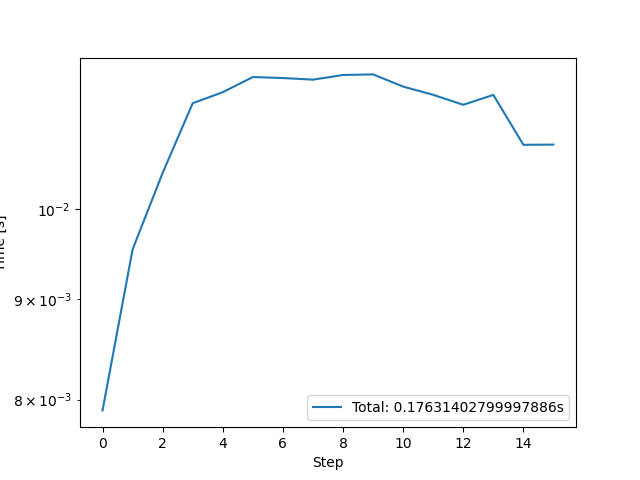 Time [s]
10⁻²
9 × 10⁻³
8 × 10⁻³
Total: 0.17631402799997886s
0 2 4 6 8 10 12 14
Step